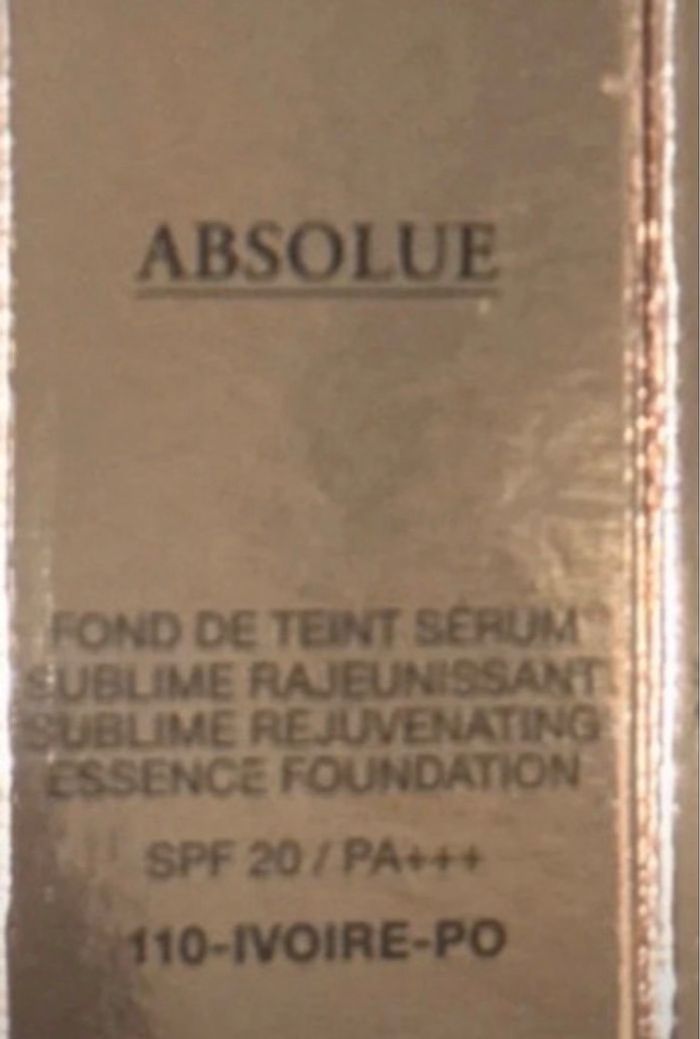 ABSOLUE
FOND DE TEINT SÉRUM
SUBLIME RAJEUNISSANT
SUBLIME REJUVENATING
ESSENCE FOUNDATION
SPF 20 / PA+++
110-IVOIRE-PO